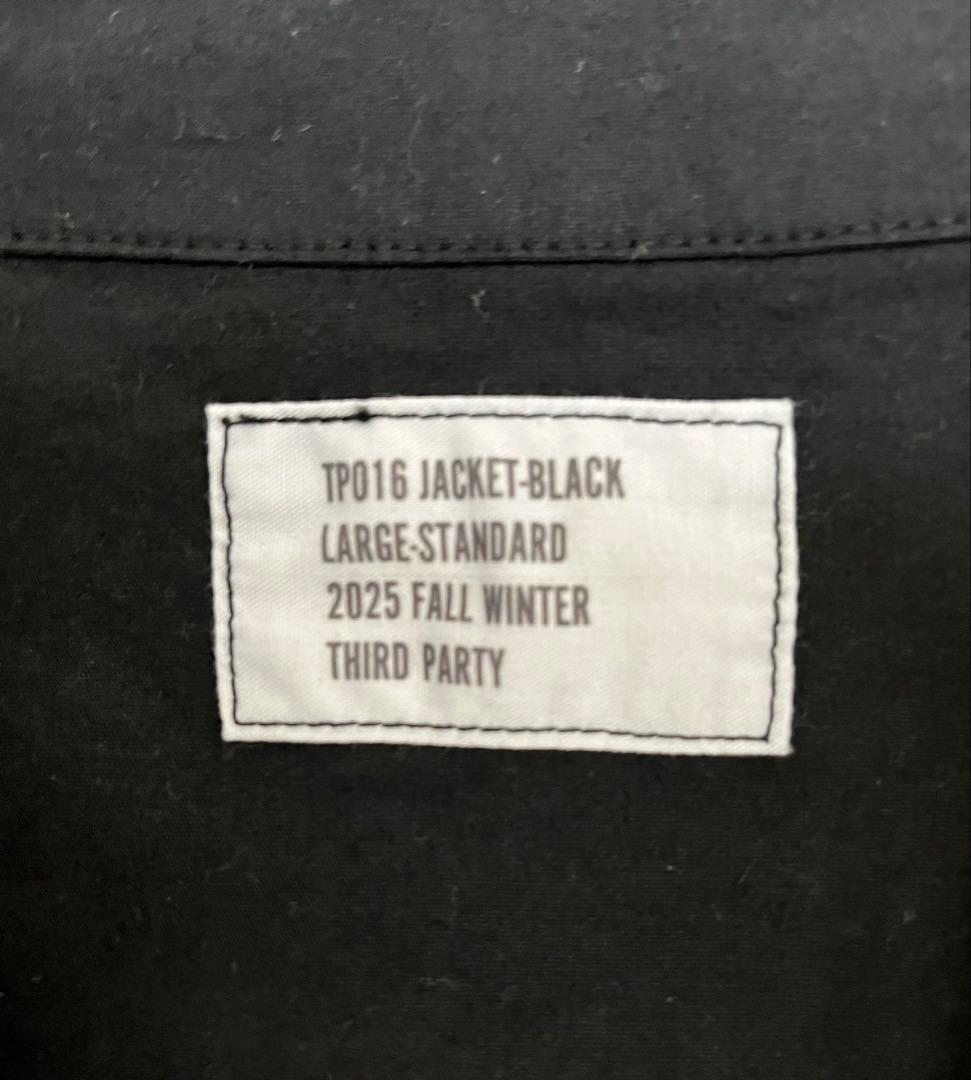 TP016 JACKET-BLACK
LARGE-STANDARD
2025 FALL WINTER
THIRD PARTY